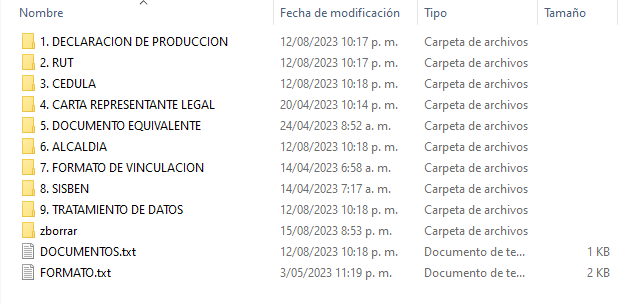 Nombre Fecha de modificación Tipo Tamaño
1. DECLARACION DE PRODUCCION 12/08/2023 10:17 p. m. Carpeta de archivos
2. RUT 12/08/2023 10:17 p. m. Carpeta de archivos
3. CEDULA 12/08/2023 10:18 p. m. Carpeta de archivos
4. CARTA REPRESENTANTE LEGAL 20/04/2023 10:14 p. m. Carpeta de archivos
5. DOCUMENTO EQUIVALENTE 24/04/2023 8:52 a. m. Carpeta de archivos
6. ALCALDIA 12/08/2023 10:18 p. m. Carpeta de archivos
7. FORMATO DE VINCULACION 14/04/2023 6:58 a. m. Carpeta de archivos
8. SISBEN 14/04/2023 7:17 a. m. Carpeta de archivos
9. TRATAMIENTO DE DATOS 12/08/2023 10:18 p. m. Carpeta de archivos
zborrar 15/08/2023 8:53 p. m. Carpeta de archivos
DOCUMENTOS.txt 12/08/2023 10:18 p. m. Documento de te... 1 KB
FORMATO.txt 3/05/2023 11:19 p. m. Documento de te... 2 KB